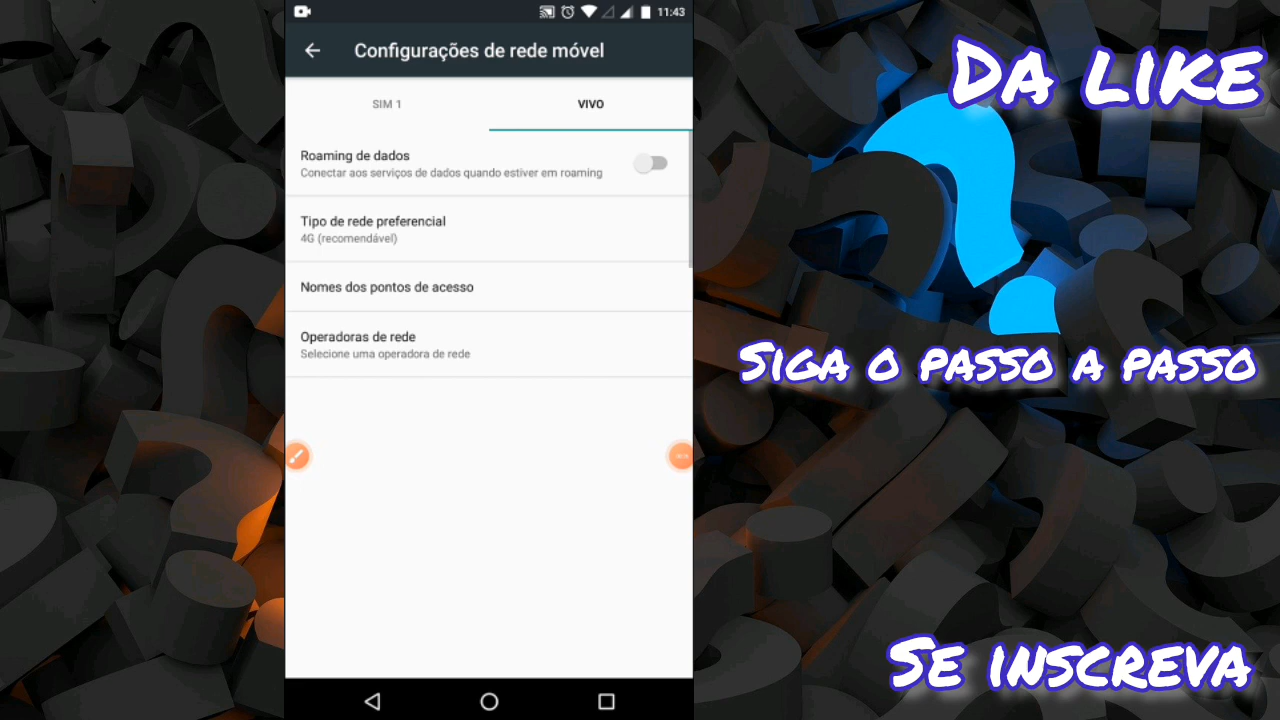 11:43
Configurações de rede móvel
SIM 1
VIVO
Roaming de dados
Conectar aos serviços de dados quando estiver em roaming
Tipo de rede preferencial
4G (recomendável)
Nomes dos pontos de acesso
Operadoras de rede
Selecione uma operadora de rede
Da like
Siga o passo a passo
Se inscreva